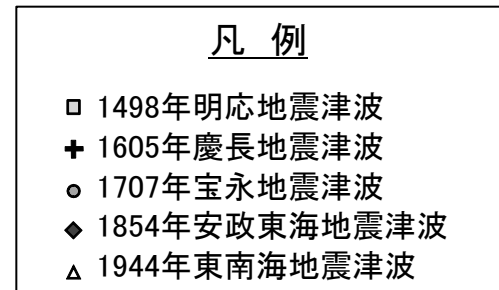 凡 例
1498年明応地震津波
1605年慶長地震津波
1707年宝永地震津波
1854年安政東海地震津波
1944年東南海地震津波